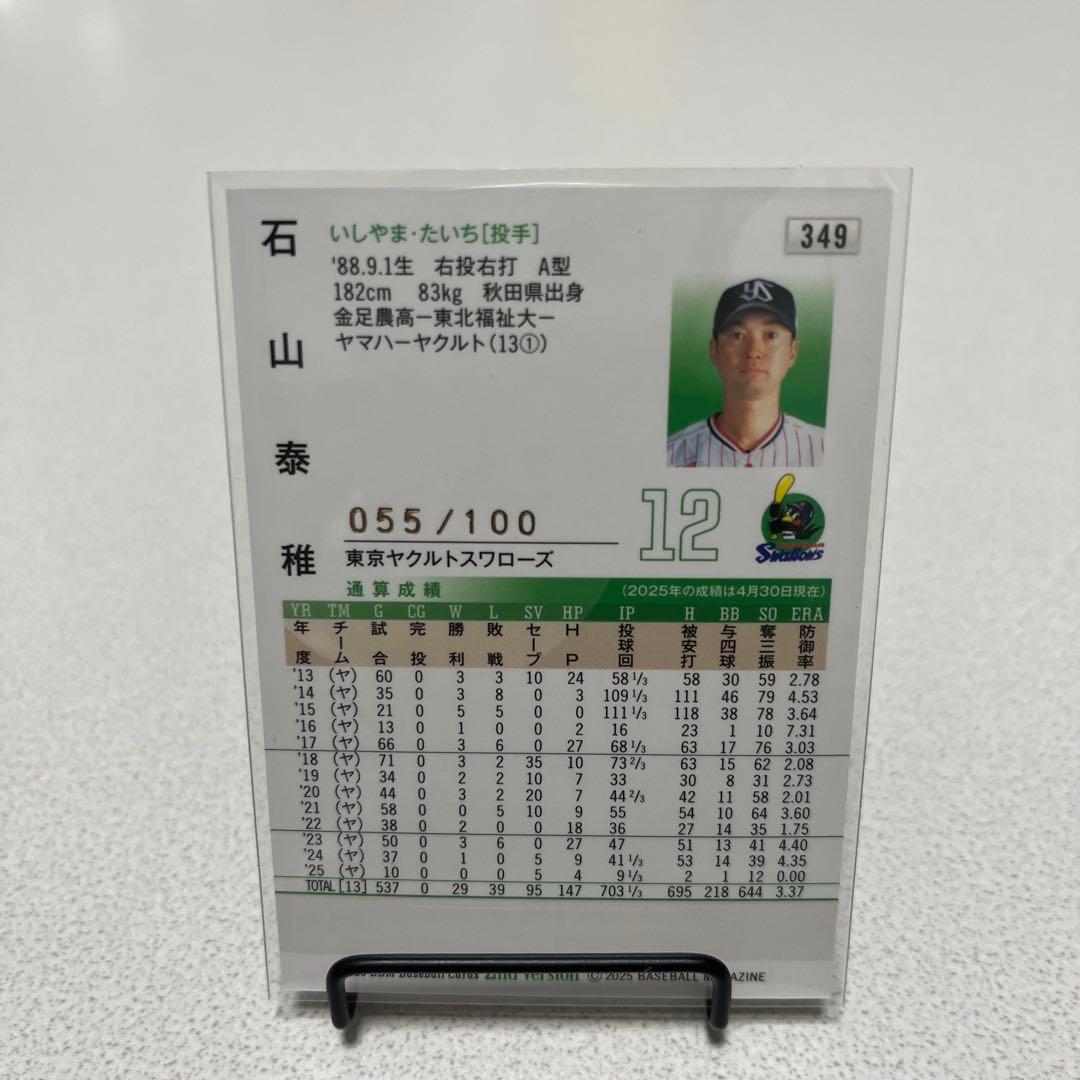 石山泰稚
いしやま・たいち[投手]
349
'88.9.1生 右投右打 A型
182cm 83kg 秋田県出身
金足農高ー東北福祉大ー
ヤマハーヤクルト(13①)
YS
055/100
12
Swallows
東京ヤクルトスワローズ
通算成績 (2025年の成績は4月30日現在)
YR TM G CG W L SV HP IP H BB SO ERA
年度 チーム 試合 完投 勝利 敗戦 セーブ HP 投球回 被安打 与四球 奪三振 防御率
'13 (ヤ) 60 0 3 3 10 24 58 1/3 58 30 59 2.78
'14 (ヤ) 35 0 3 8 0 3 109 1/3 111 46 79 4.53
'15 (ヤ) 21 0 5 5 0 0 111 1/3 118 38 78 3.64
'16 (ヤ) 13 0 1 0 0 2 16 23 1 10 7.31
'17 (ヤ) 66 0 3 6 0 27 68 1/3 63 17 76 3.03
'18 (ヤ) 71 0 3 2 35 10 73 2/3 63 15 62 2.08
'19 (ヤ) 34 0 2 2 10 7 33 30 8 31 2.73
'20 (ヤ) 44 0 3 2 20 7 44 2/3 42 11 58 2.01
'21 (ヤ) 58 0 0 5 10 9 55 54 10 64 3.60
'22 (ヤ) 38 0 2 0 0 18 36 27 14 35 1.75
'23 (ヤ) 50 0 3 6 0 27 47 51 13 41 4.40
'24 (ヤ) 37 0 1 0 5 9 41 1/3 53 14 39 4.35
'25 (ヤ) 10 0 0 0 5 4 9 1/3 2 1 12 0.00
TOTAL [13] 537 0 29 39 95 147 703 1/3 695 218 644 3.37
BBM Baseball Cards 2nd Version © 2025 BASEBALL MAGAZINE